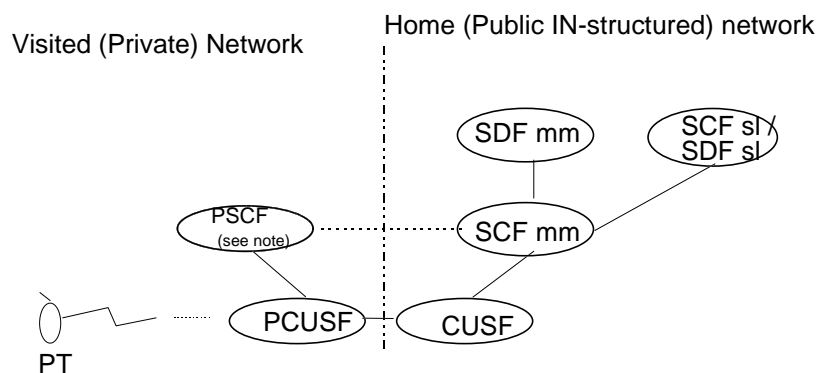 Visited (Private) Network
Home (Public IN-structured) network
SDF mm
SCF sl /
SDF sl
PSCF
(see note)
SCF mm
PCUSF
CUSF
PT